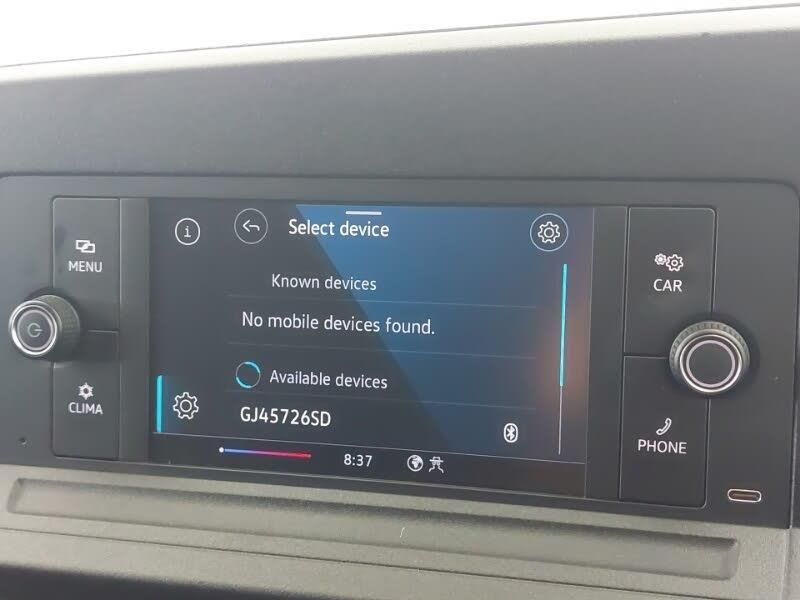 MENU
CLIMA
i
Select device
Known devices
No mobile devices found.
Available devices
GJ45726SD
8:37
CAR
PHONE